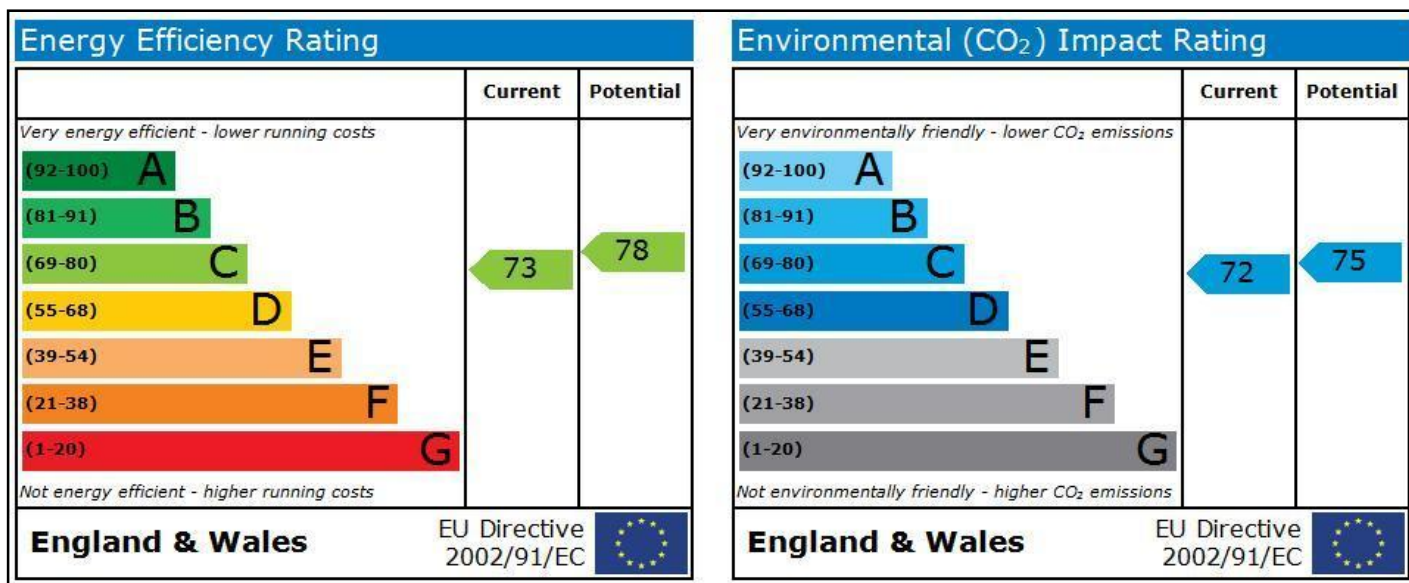 Energy Efficiency Rating
Current Potential
Very energy efficient - lower running costs
(92-100) A
(81-91) B
(69-80) C
73
78
(55-68) D
(39-54) E
(21-38) F
(1-20) G
Not energy efficient - higher running costs
England & Wales
EU Directive
2002/91/EC
Environmental (CO₂) Impact Rating
Current Potential
Very environmentally friendly - lower CO₂ emissions
(92-100) A
(81-91) B
(69-80) C
72
75
(55-68) D
(39-54) E
(21-38) F
(1-20) G
Not environmentally friendly - higher CO₂ emissions
England & Wales
EU Directive
2002/91/EC